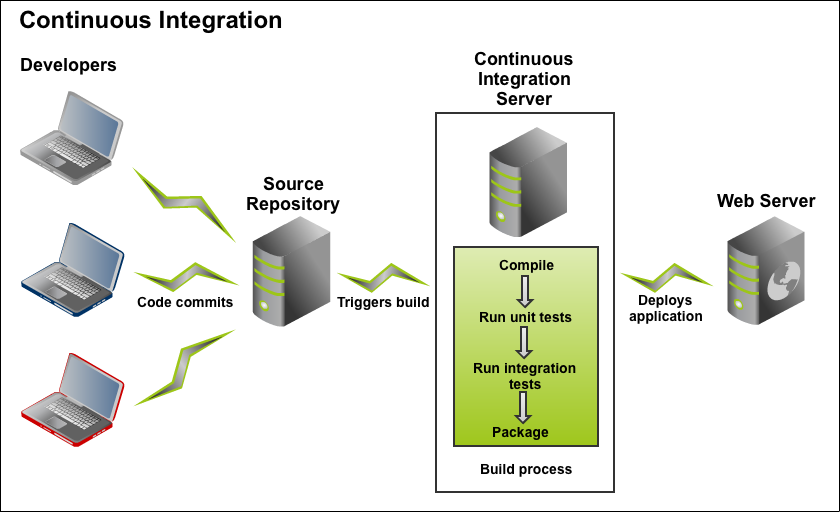 Continuous Integration
Developers
Continuous
Integration
Server
Source
Repository
Web Server
Code commits
Triggers build
Compile
Run unit tests
Run integration
tests
Package
Build process
Deploys
application